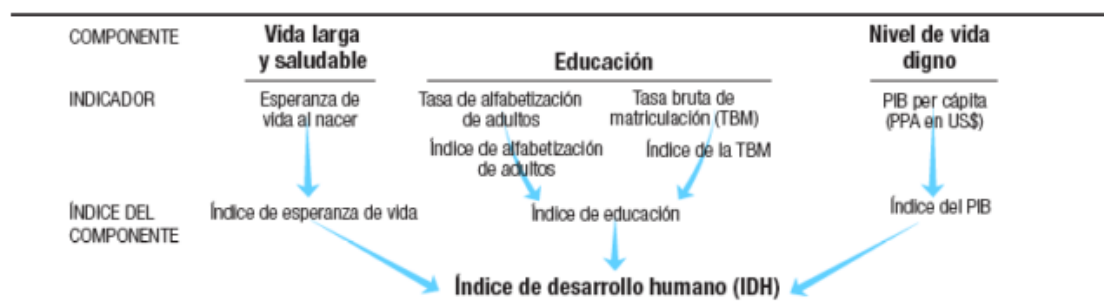 COMPONENTE
Vida larga
y saludable
Educación
Nivel de vida
digno
INDICADOR
Esperanza de
vida al nacer
Tasa de alfabetización
de adultos
Tasa bruta de
matriculación (TBM)
PIB per cápita
(PPA en US$)
Índice de alfabetización
de adultos
Índice de la TBM
ÍNDICE DEL
COMPONENTE
Índice de esperanza de vida
Índice de educación
Índice del PIB
Índice de desarrollo humano (IDH)